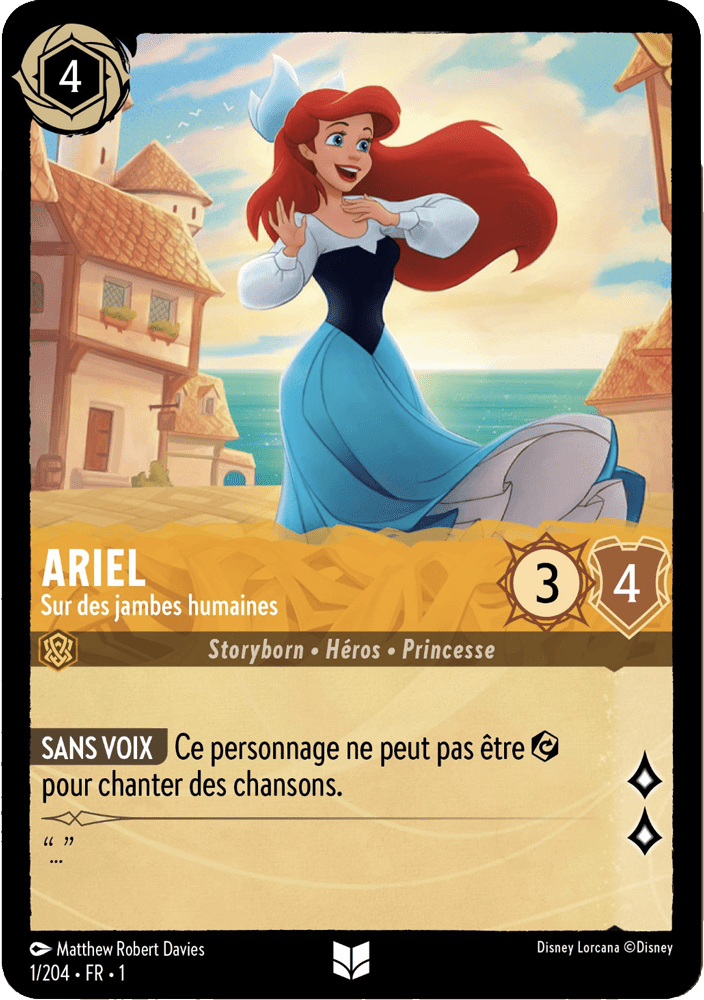 4
ARIEL
Sur des jambes humaines
3
4
Storyborn • Héros • Princesse
SANS VOIX Ce personnage ne peut pas être
pour chanter des chansons.
“ ... ”
Matthew Robert Davies
Disney Lorcana ©Disney
1/204 • FR • 1